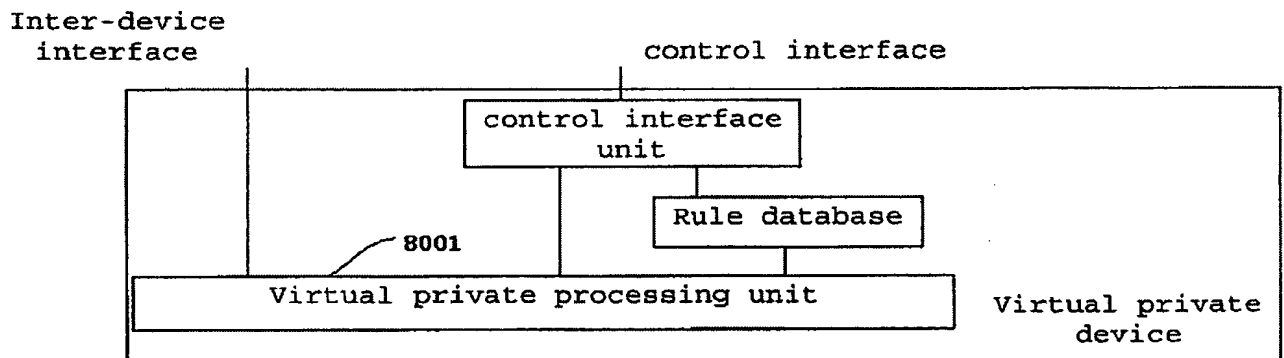 Inter-device
interface
control interface
control interface
unit
Rule database
8001
Virtual private processing unit
Virtual private
device